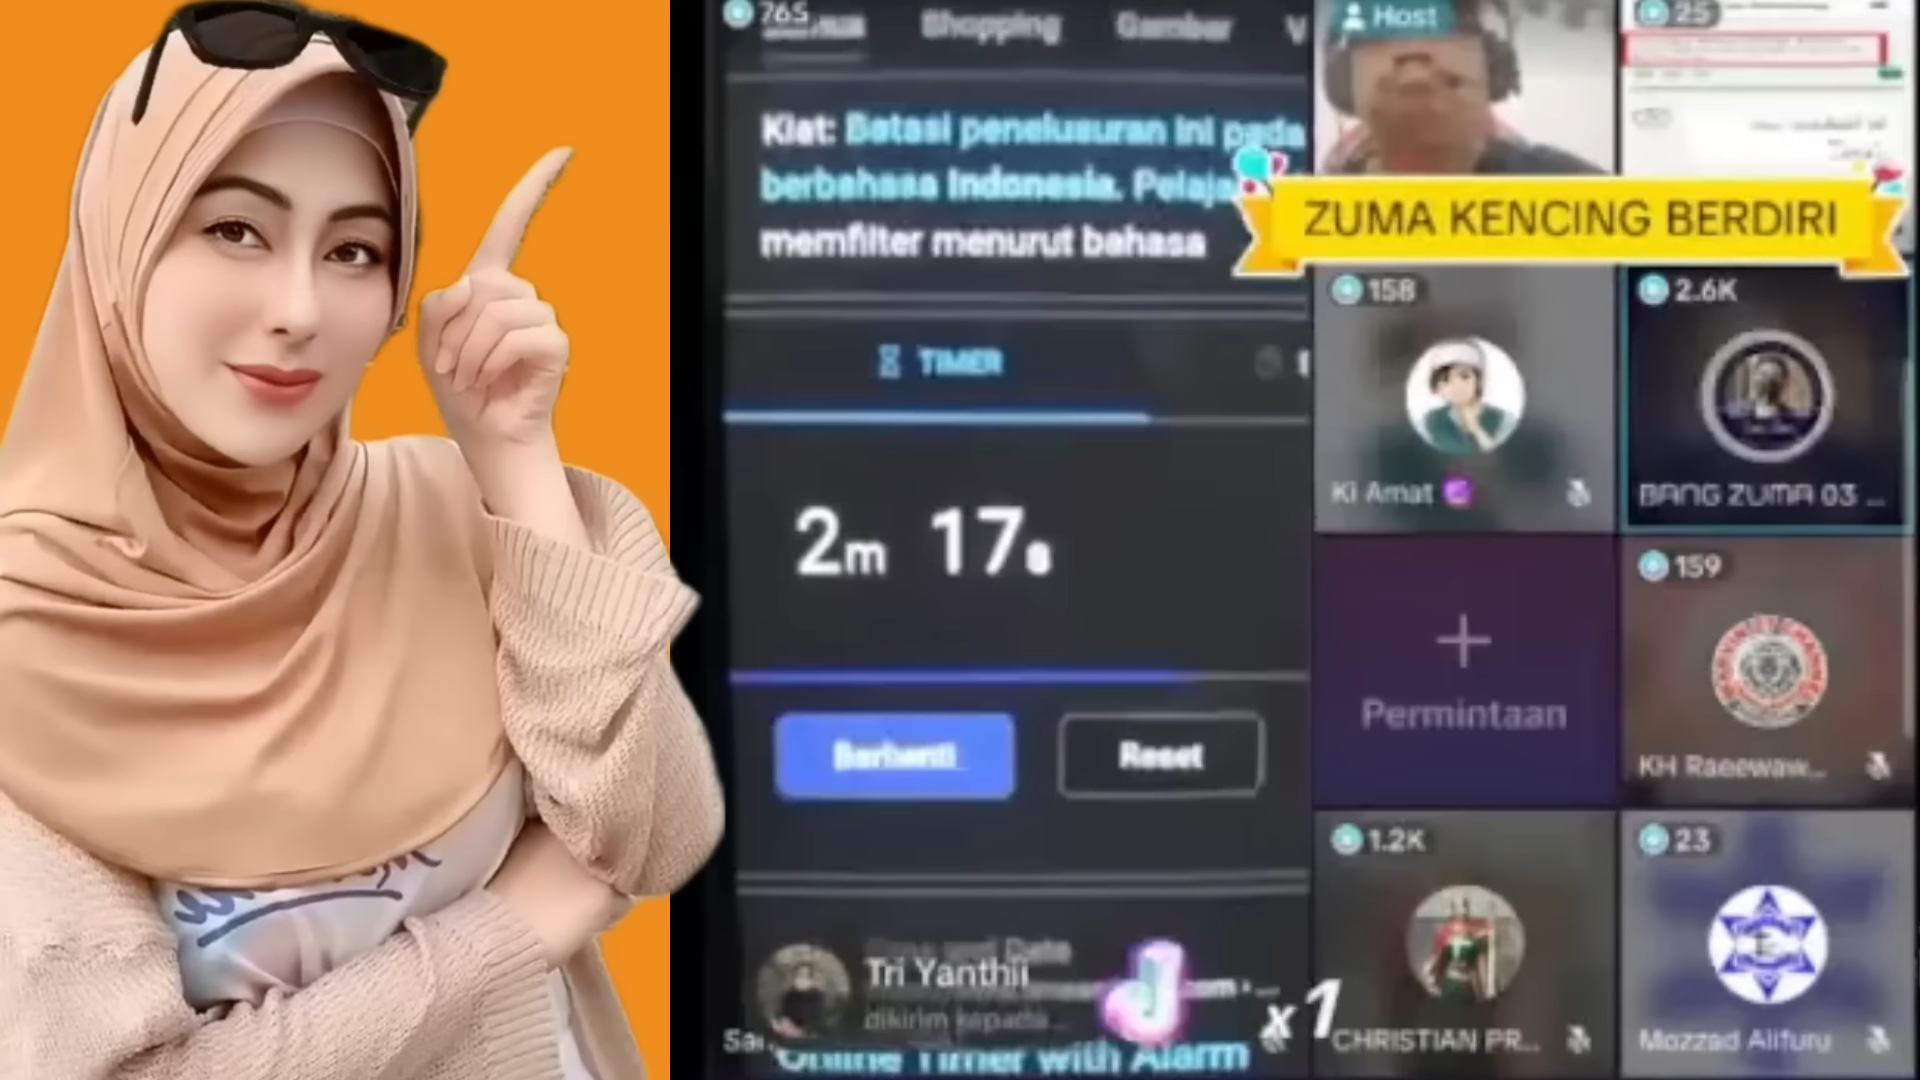 765
Shopping
Gambar
V
Kiat: Batasi penelusuran ini pada
berbahasa Indonesia. Pelaja
memfilter menurut bahasa
TIMER
2m 17s
Berhenti
Reset
Tri Yanthii
dikirim kepada...
x1
Online Timer with Alarm
Host
25
ZUMA KENCING BERDIRI
158
Ki Amat
2.6K
BANG ZUMA 03 ...
Permintaan
159
KH Raeewaw...
1.2K
CHRISTIAN PR...
23
Mozzad Alifuru